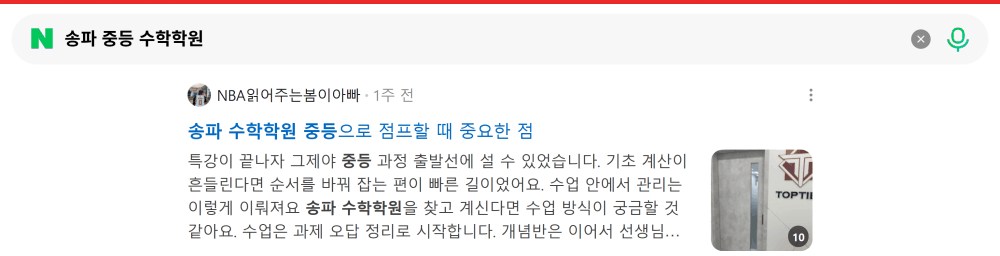 송파 중등 수학학원
NBA읽어주는봄이아빠 · 1주 전
송파 수학학원 중등으로 점프할 때 중요한 점
특강이 끝나자 그제야 중등 과정 출발선에 설 수 있었습니다. 기초 계산이
흔들린다면 순서를 바꿔 잡는 편이 빠른 길이었어요. 수업 안에서 관리는
이렇게 이뤄져요 송파 수학학원을 찾고 계신다면 수업 방식이 궁금할 것
같아요. 수업은 과제 오답 정리로 시작합니다. 개념반은 이어서 선생님...
TOPTIE
10